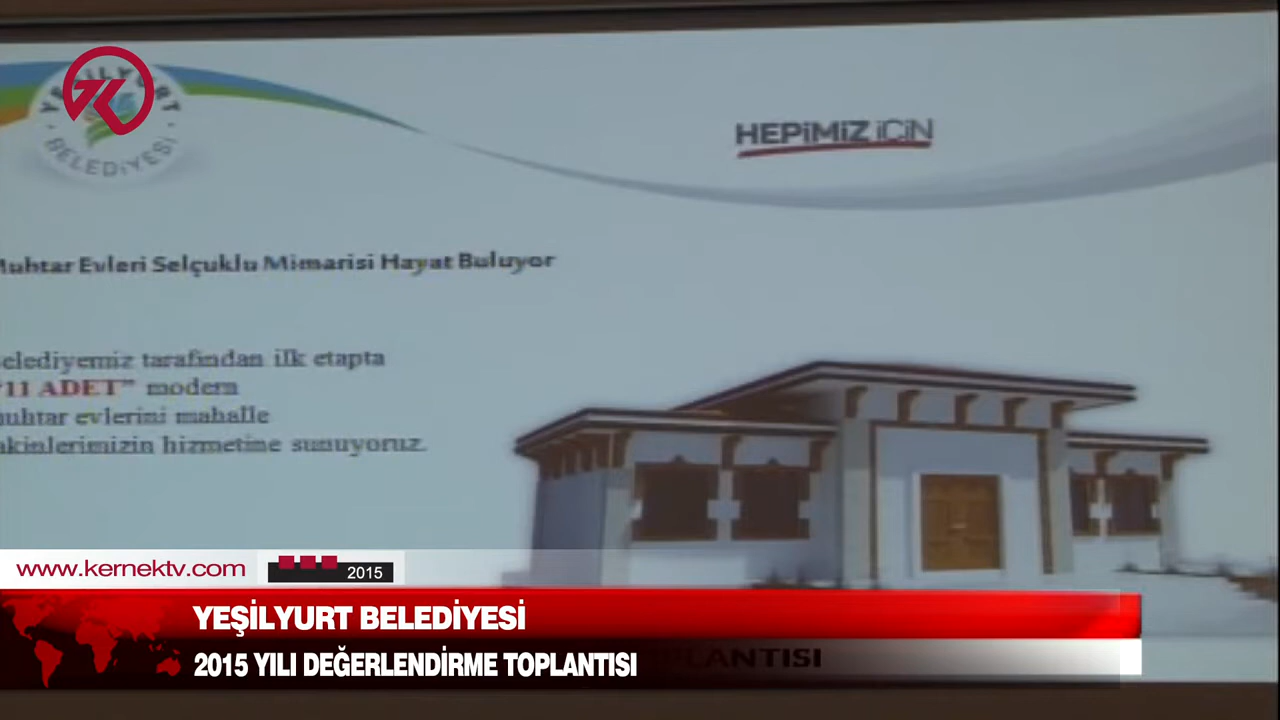 YEŞİLYURT
BELEDİYESİ
HEPİMİZ İÇİN
Muhtar Evleri Selçuklu Mimarisi Hayat Buluyor
elediyemiz tarafından ilk etapta
"11 ADET" modern
uhtar evlerini mahalle
akinlerimizin hizmetine sunuyoruz.
www.kernektv.com
2015
YEŞİLYURT BELEDİYESİ
2015 YILI DEĞERLENDİRME TOPLANTISI
PLANTISI